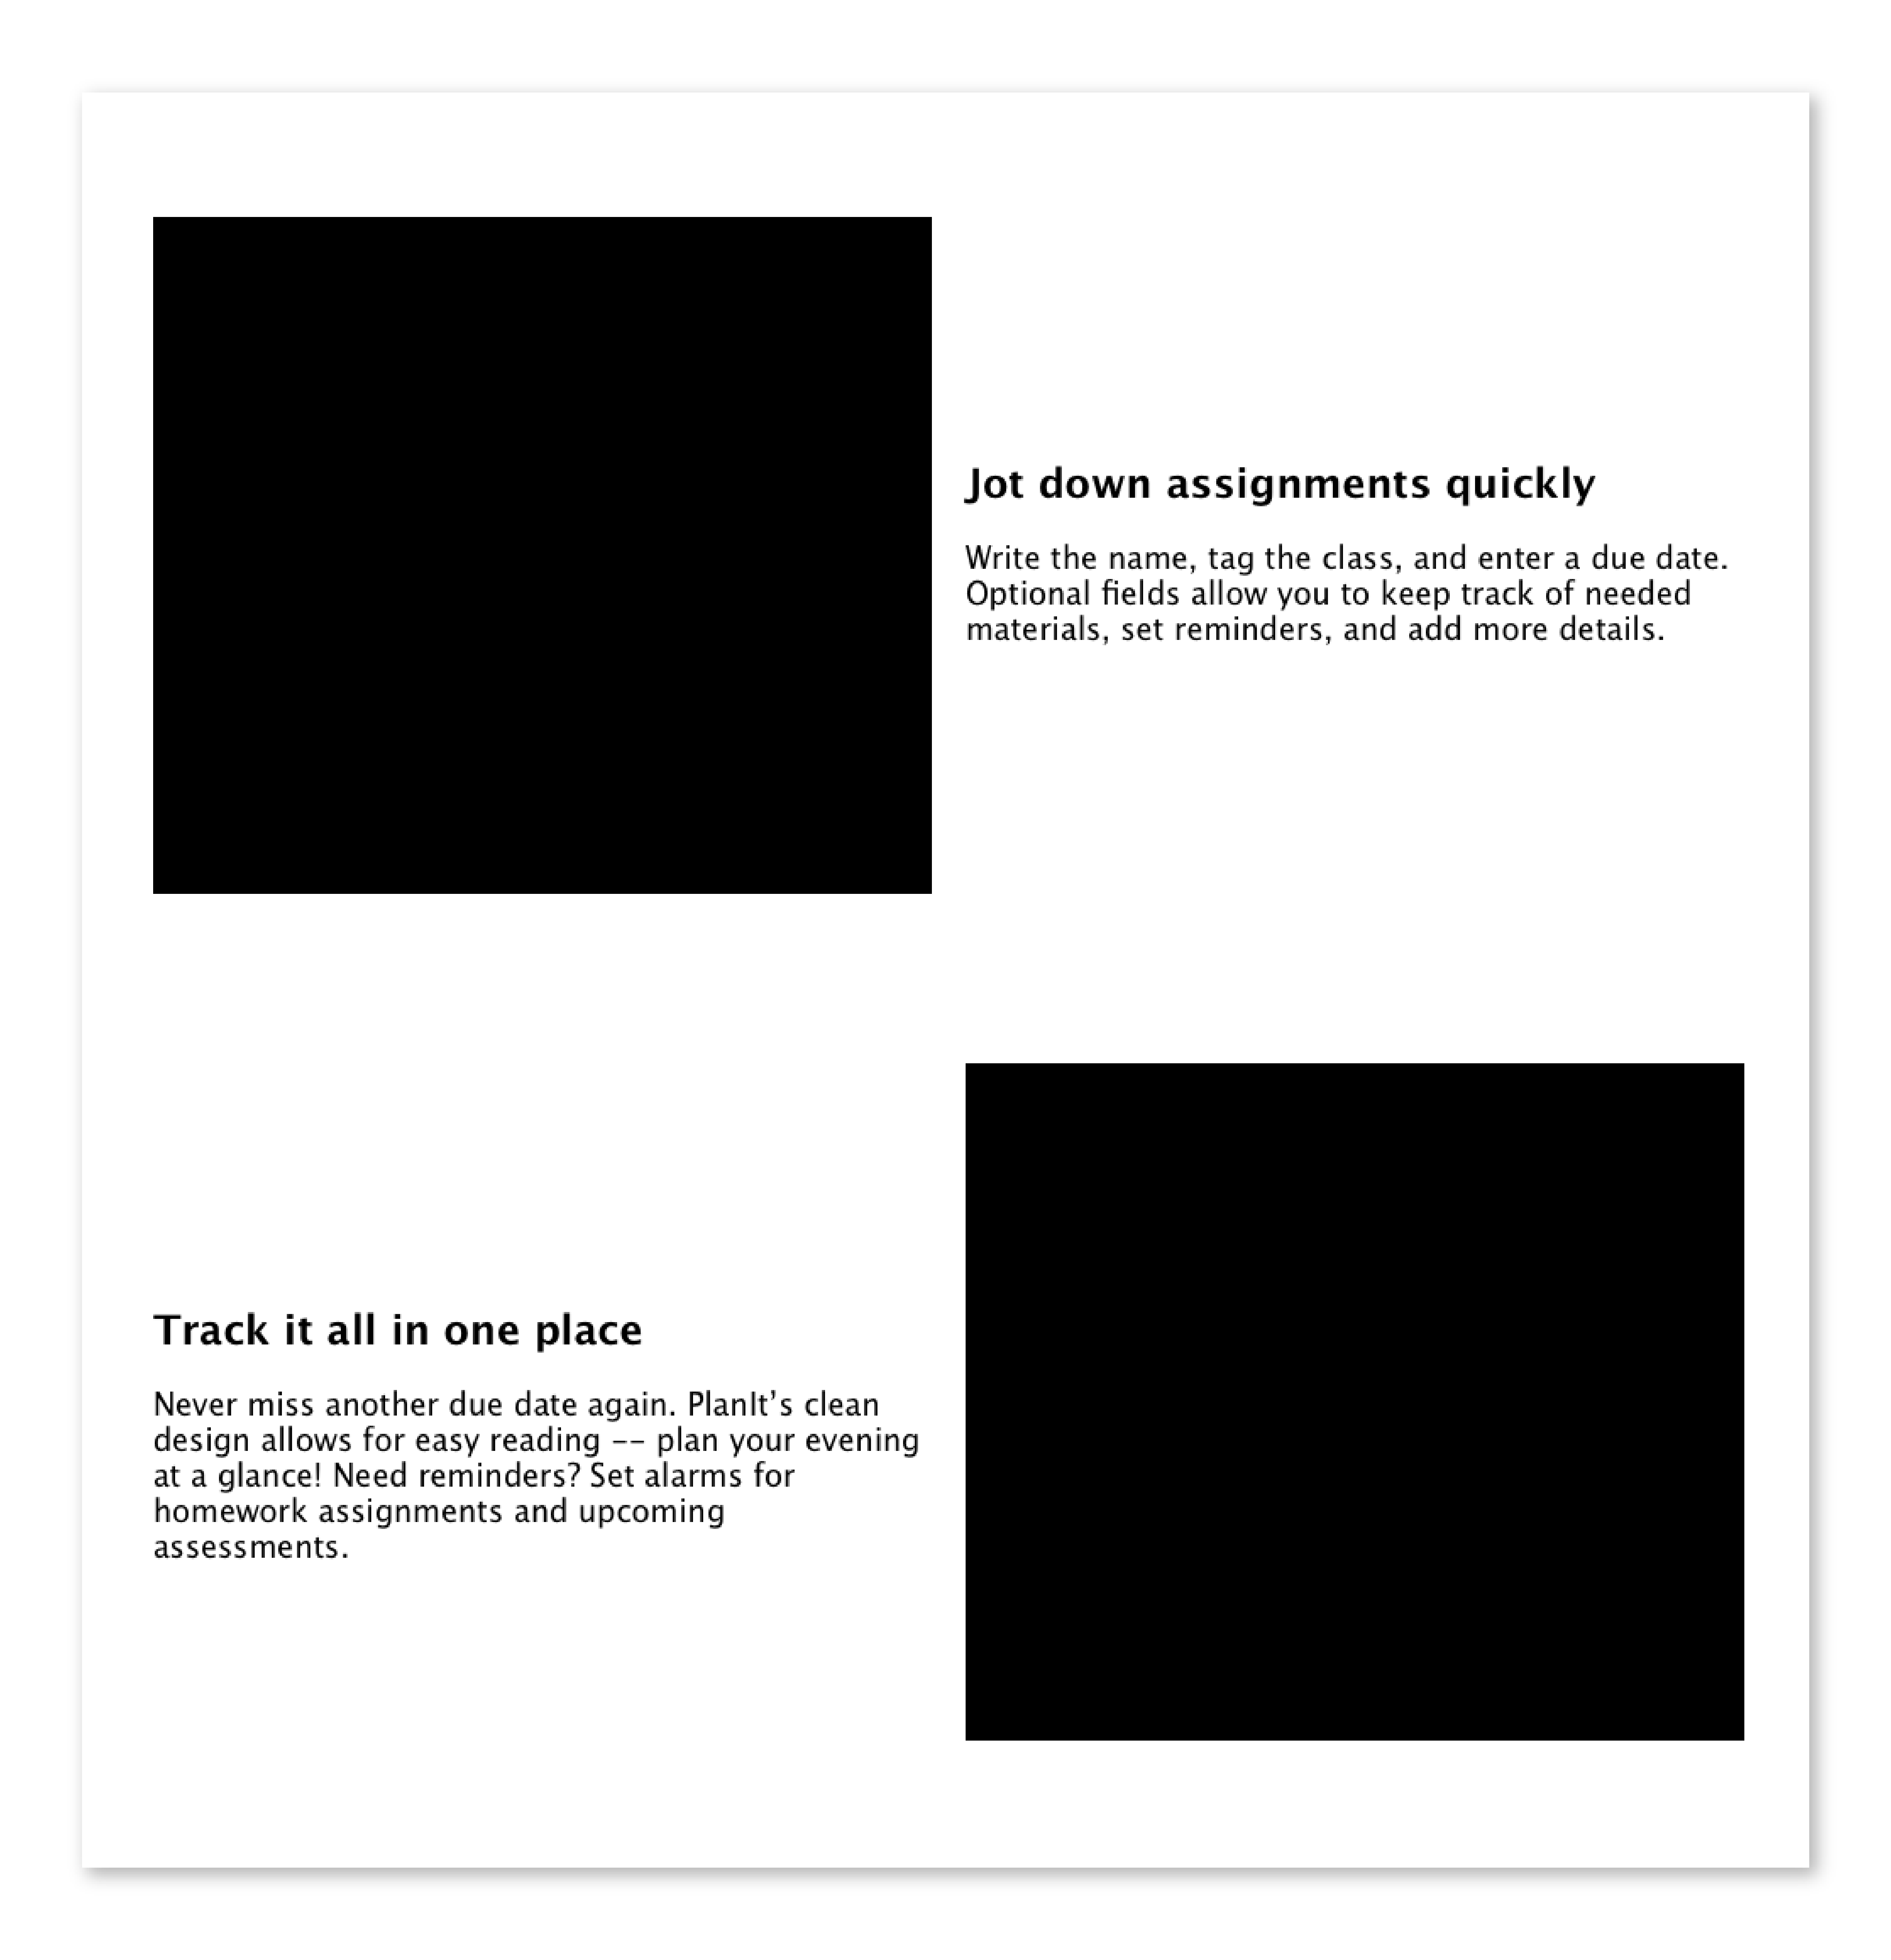 Jot down assignments quickly
Write the name, tag the class, and enter a due date.
Optional fields allow you to keep track of needed
materials, set reminders, and add more details.
Track it all in one place
Never miss another due date again. PlanIt’s clean
design allows for easy reading -- plan your evening
at a glance! Need reminders? Set alarms for
homework assignments and upcoming
assessments.